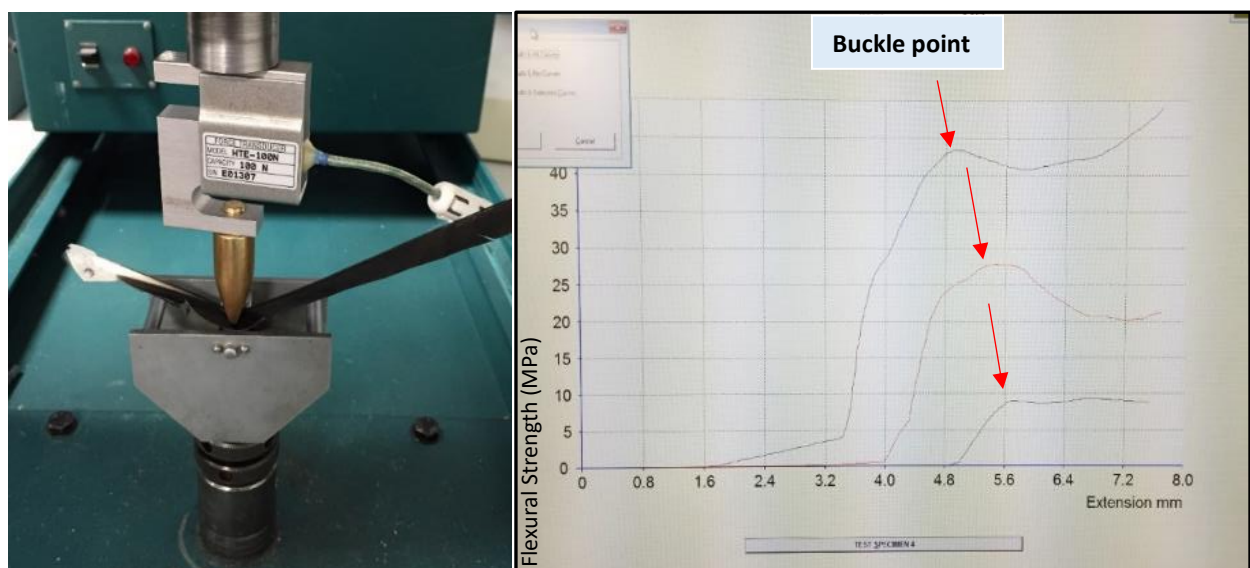 FORCE TRANSDUCER
MODEL HTE-100N
CAPACITY 100 N
S/N E01307
Buckle point
Cancel
Flexural Strength (MPa)
40
35
30
25
20
15
10
5
0
0 0.8 1.6 2.4 3.2 4.0 4.8 5.6 6.4 7.2 8.0
Extension mm
TEST SPECIMEN 4